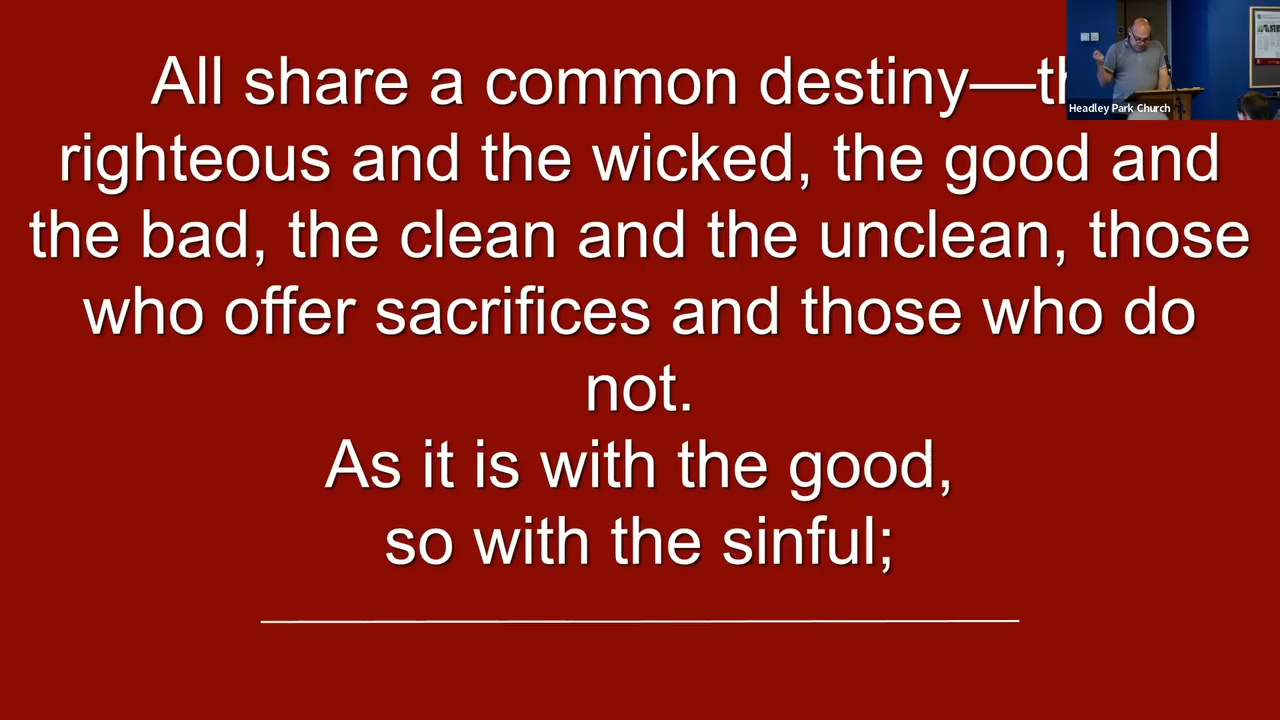 All share a common destiny—th
righteous and the wicked, the good and
the bad, the clean and the unclean, those
who offer sacrifices and those who do
not.
As it is with the good,
so with the sinful;
Headley Park Church